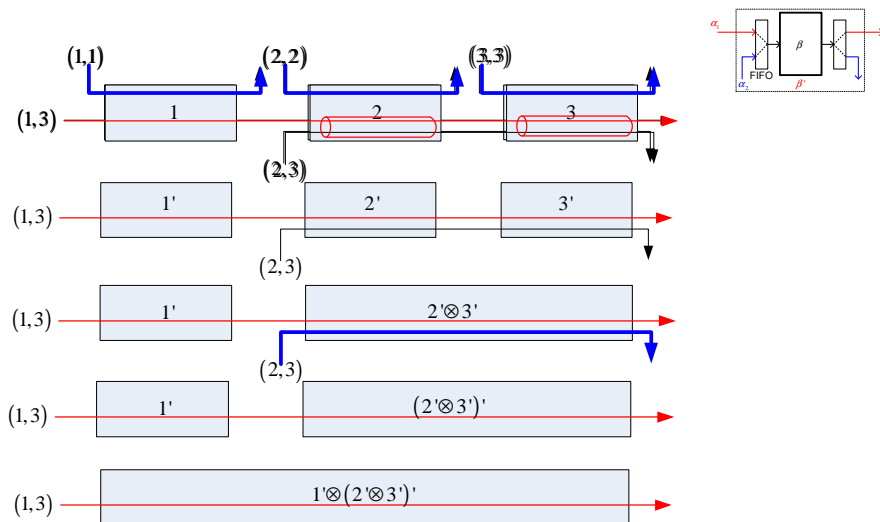 (1,1) (2,2) (3,3)
(1,3) 1 2 3
(2,3)
(1,3) 1' 2' 3'
(2,3)
(1,3) 1' 2'⊗3'
(2,3)
(1,3) 1' (2'⊗3')'
(1,3) 1'⊗(2'⊗3')'
α₁
β
FIFO
α₂ β'